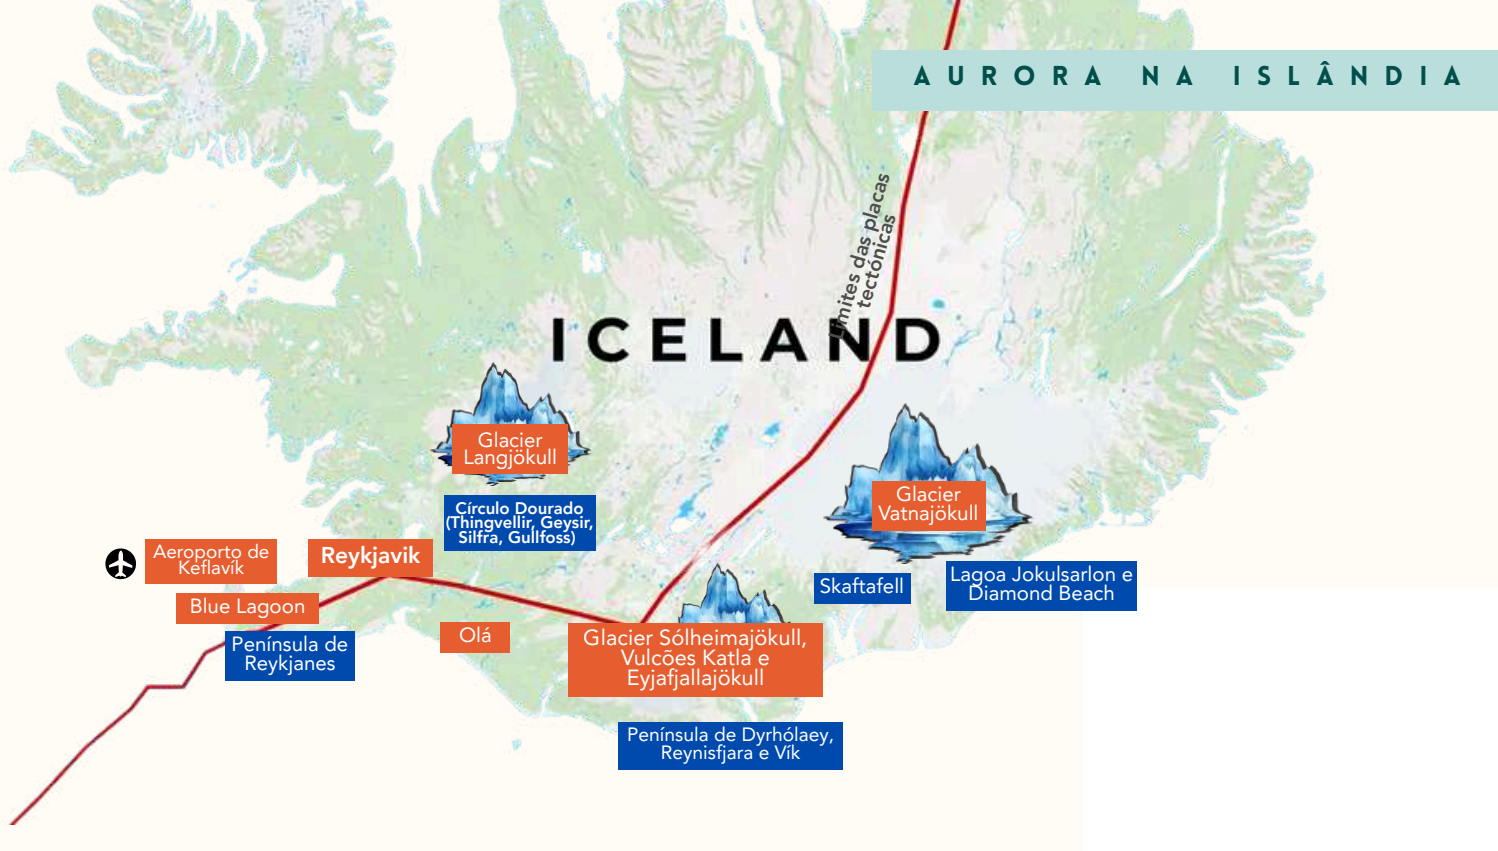 AURORA NA ISLÂNDIA
Limites das placas
tectónicas
ICELAND
Glacier
Langjökull
Glacier
Vatnajökull
Círculo Dourado
(Thingvellir, Geysir,
Silfra, Gullfoss)
Aeroporto de
Keflavík
Reykjavik
Skaftafell
Lagoa Jokulsarlon e
Diamond Beach
Blue Lagoon
Península de
Reykjanes
Olá
Glacier Sólheimajökull,
Vulcões Katla e
Eyjafjallajökull
Península de Dyrhólaey,
Reynisfjara e Vík